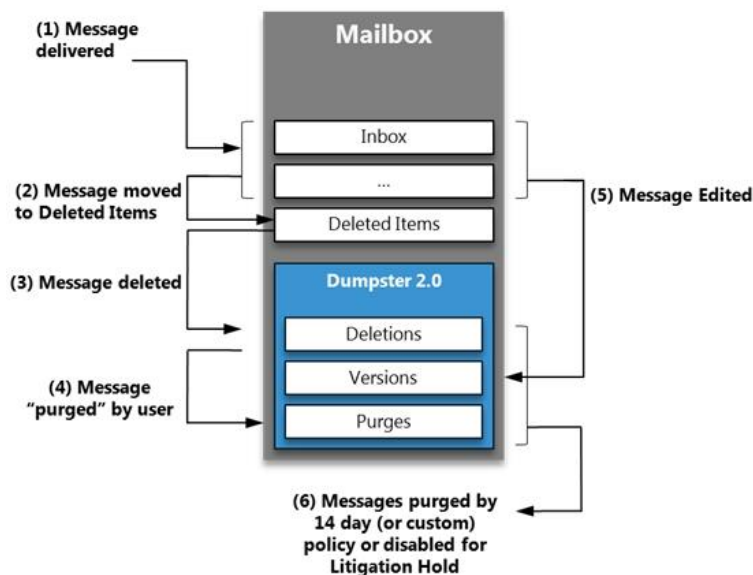 Mailbox
(1) Message
delivered
Inbox
...
(2) Message moved
to Deleted Items
(5) Message Edited
Deleted Items
(3) Message deleted
Dumpster 2.0
Deletions
Versions
(4) Message
“purged” by user
Purges
(6) Messages purged by
14 day (or custom)
policy or disabled for
Litigation Hold